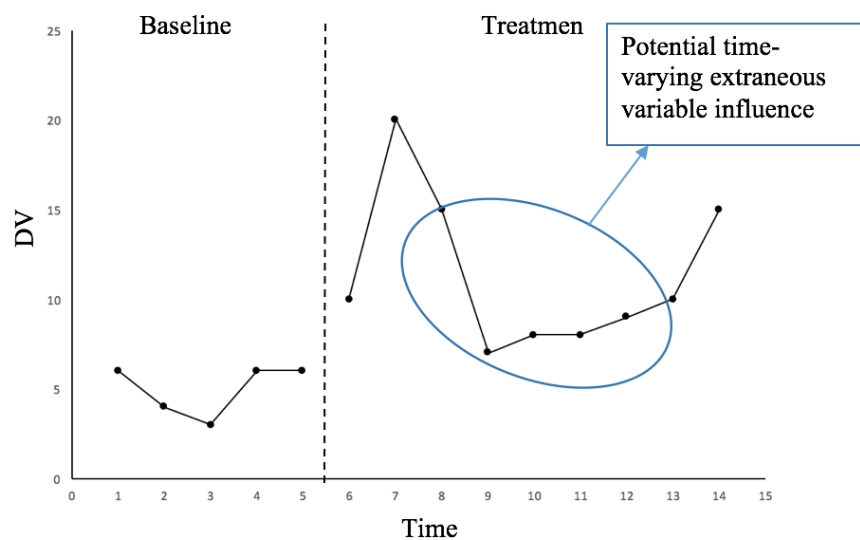 Baseline
Treatmen
Potential time-
varying extraneous
variable influence
25
20
15
10
5
0
DV
0 1 2 3 4 5 6 7 8 9 10 11 12 13 14 15
Time